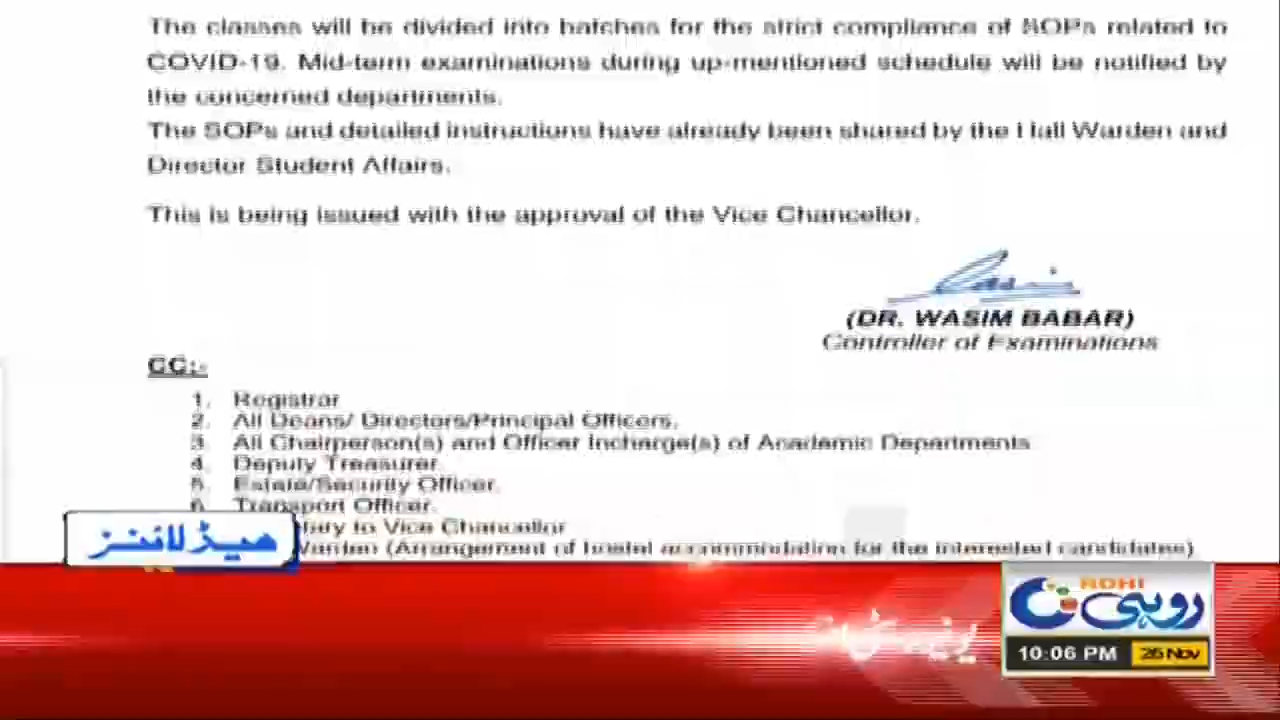 The classes will be divided into batches for the strict compliance of SOPs related to
COVID-19. Mid-term examinations during up-mentioned schedule will be notified by
the concerned departments.
The SOPs and detailed instructions have already been shared by the Hall Warden and
Director Student Affairs.
This is being issued with the approval of the Vice Chancellor.
(DR. WASIM BABAR)
Controller of Examinations
CC:-
1. Registrar
2. All Deans/ Directors/Principal Officers.
3. All Chairperson(s) and Officer Incharge(s) of Academic Departments
4. Deputy Treasurer.
5. Estate/Security Officer.
6. Transport Officer.
to Vice Chancellor
Warden (Arrangement of hostel accommodation for the interested candidates)
ہیڈلائنز
ROHI
روہی
10:06 PM 26 Nov